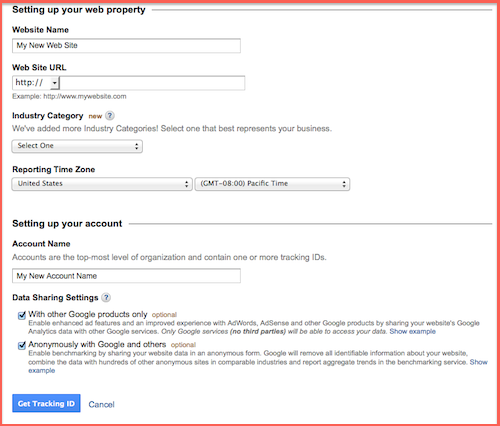 Setting up your web property
Website Name
My New Web Site
Web Site URL
http://
Example: http://www.mywebsite.com
Industry Category new ?
We've added more Industry Categories! Select one that best represents your business.
Select One
Reporting Time Zone
United States (GMT-08:00) Pacific Time
Setting up your account
Account Name
Accounts are the top-most level of organization and contain one or more tracking IDs.
My New Account Name
Data Sharing Settings ?
With other Google products only optional
Enable enhanced ad features and an improved experience with AdWords, AdSense and other Google products by sharing your website's Google
Analytics data with other Google services. Only Google services (no third parties) will be able to access your data. Show example
Anonymously with Google and others optional
Enable benchmarking by sharing your website data in an anonymous form. Google will remove all identifiable information about your website,
combine the data with hundreds of other anonymous sites in comparable industries and report aggregate trends in the benchmarking service. Show
example
Get Tracking ID Cancel